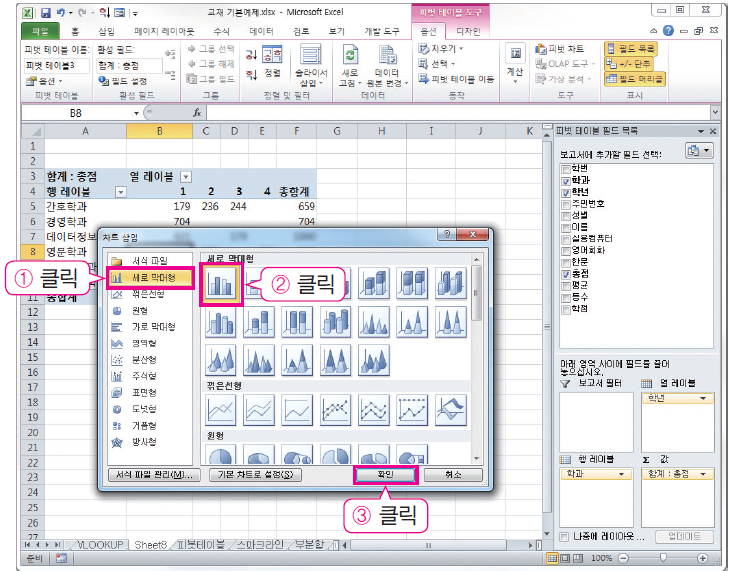 교재 기본예제.xlsx - Microsoft Excel
피벗 테이블 도구
파일 홈 삽입 페이지 레이아웃 수식 데이터 검토 보기 개발 도구 옵션 디자인
피벗 테이블 이름: 활성 필드:
피벗 테이블3 합계 : 총점
옵션 필드 설정
그룹 선택
그룹 해제
그룹 필드
정렬
슬라이서 삽입
새로 고침
데이터 원본 변경
지우기
선택
피벗 테이블 이동
계산
피벗 차트
OLAP 도구
가상 분석
필드 목록
+/- 단추
필드 머리글
피벗 테이블 활성 필드 그룹 정렬 및 필터 데이터 동작 도구 표시
B8 fx
A B C D E F G H I J K
1
2
3 합계 : 총점 열 레이블
4 행 레이블 1 2 3 4 총합계
5 간호학과 179 236 244 659
6 경영학과 704 704
7 데이터정보
8 영문학과
11 총합계
12
13
14
15
16
17
18
19
20
21
22
23
24
25
26
27
차트 삽입
서식 파일
세로 막대형
꺾은선형
원형
가로 막대형
영역형
분산형
주식형
표면형
도넛형
거품형
방사형
세로 막대형
꺾은선형
원형
서식 파일 관리(M)... 기본 차트로 설정(S) 확인 취소
① 클릭
② 클릭
③ 클릭
피벗 테이블 필드 목록
보고서에 추가할 필드 선택:
학번
학과
학년
주민번호
성별
이름
실용컴퓨터
영어회화
한문
총점
평균
등수
학점
아래 영역 사이에 필드를 끌어
놓으십시오.
보고서 필터 열 레이블
학년
행 레이블 Σ 값
학과 합계 : 총점
나중에 레이아웃... 업데이트
VLOOKUP Sheet8 피봇테이블 스파크라인 부분합
준비 100%